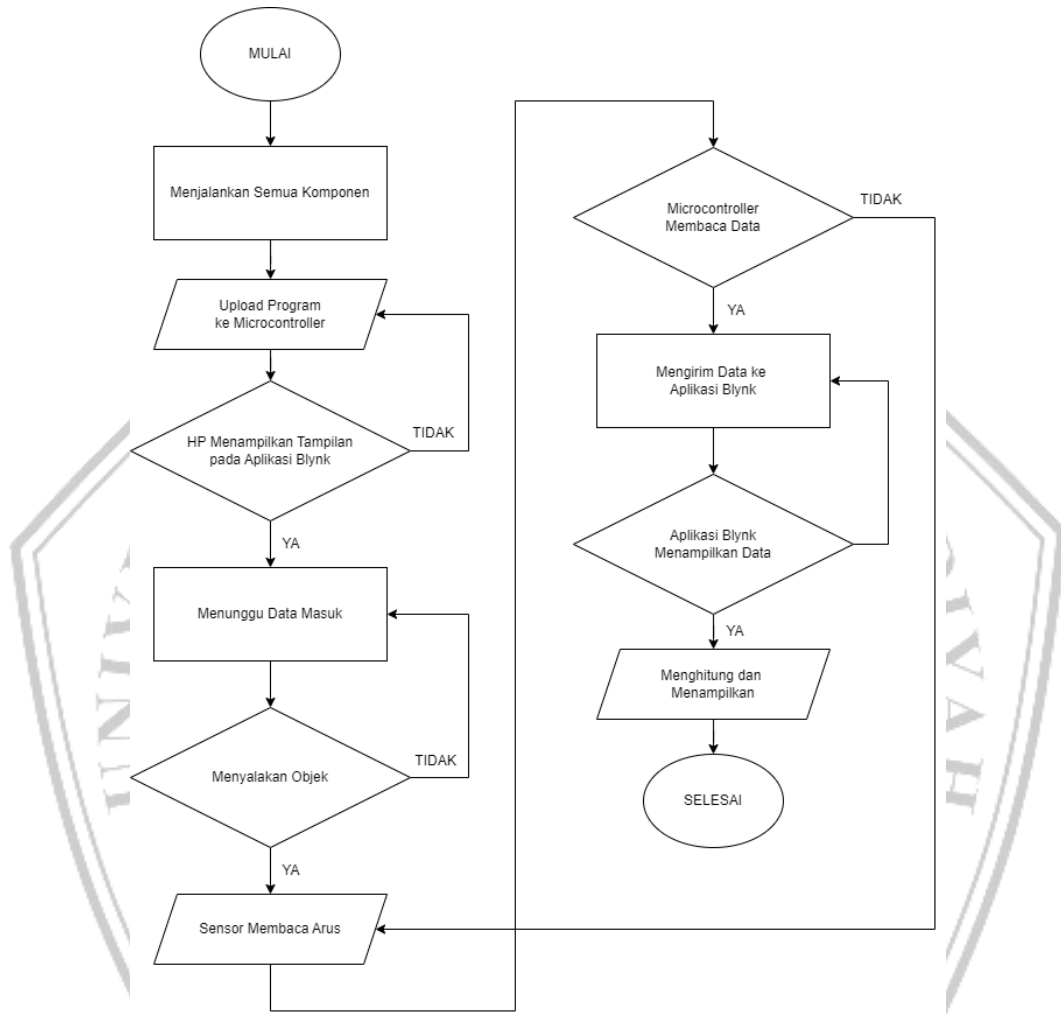 MULAI
Menjalankan Semua Komponen
Upload Program
ke Microcontroller
HP Menampilkan Tampilan
pada Aplikasi Blynk
TIDAK
YA
Menunggu Data Masuk
Menyalakan Objek
TIDAK
YA
Sensor Membaca Arus
Microcontroller
Membaca Data
TIDAK
YA
Mengirim Data ke
Aplikasi Blynk
Aplikasi Blynk
Menampilkan Data
YA
Menghitung dan
Menampilkan
SELESAI